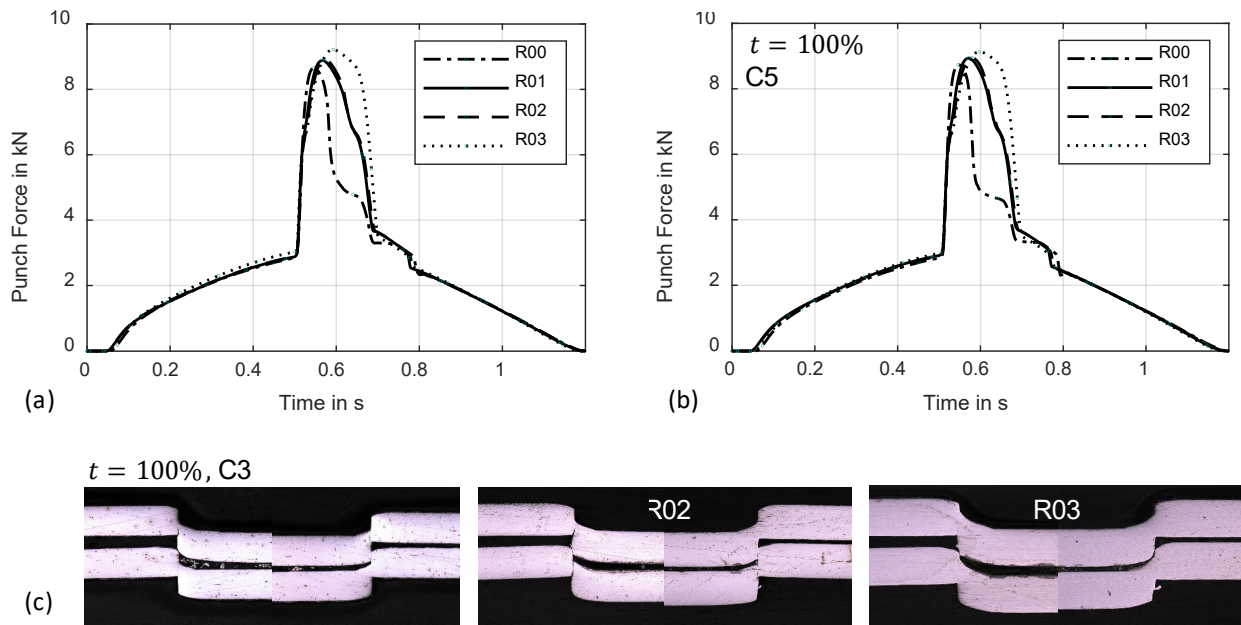 10
8
6
4
2
0
0
0.2
0.4
0.6
0.8
1
Punch Force in kN
Time in s
R00
R01
R02
R03
(a)
10
8
6
4
2
0
0
0.2
0.4
0.6
0.8
1
Punch Force in kN
Time in s
t = 100%
C5
R00
R01
R02
R03
(b)
t = 100%, C3
R02
R03
(c)